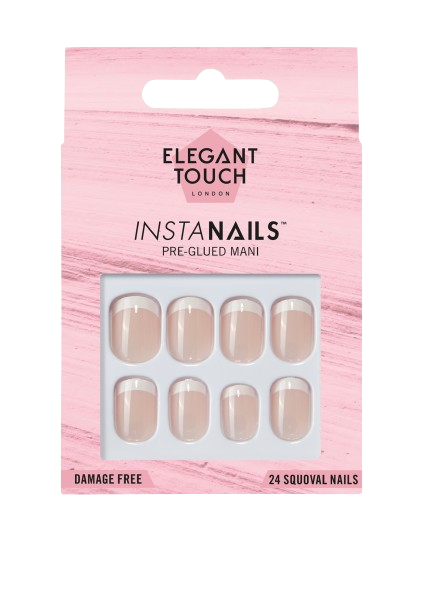 ELEGANT
TOUCH
LONDON
INSTANAILS™
PRE-GLUED MANI
DAMAGE FREE
24 SQUOVAL NAILS